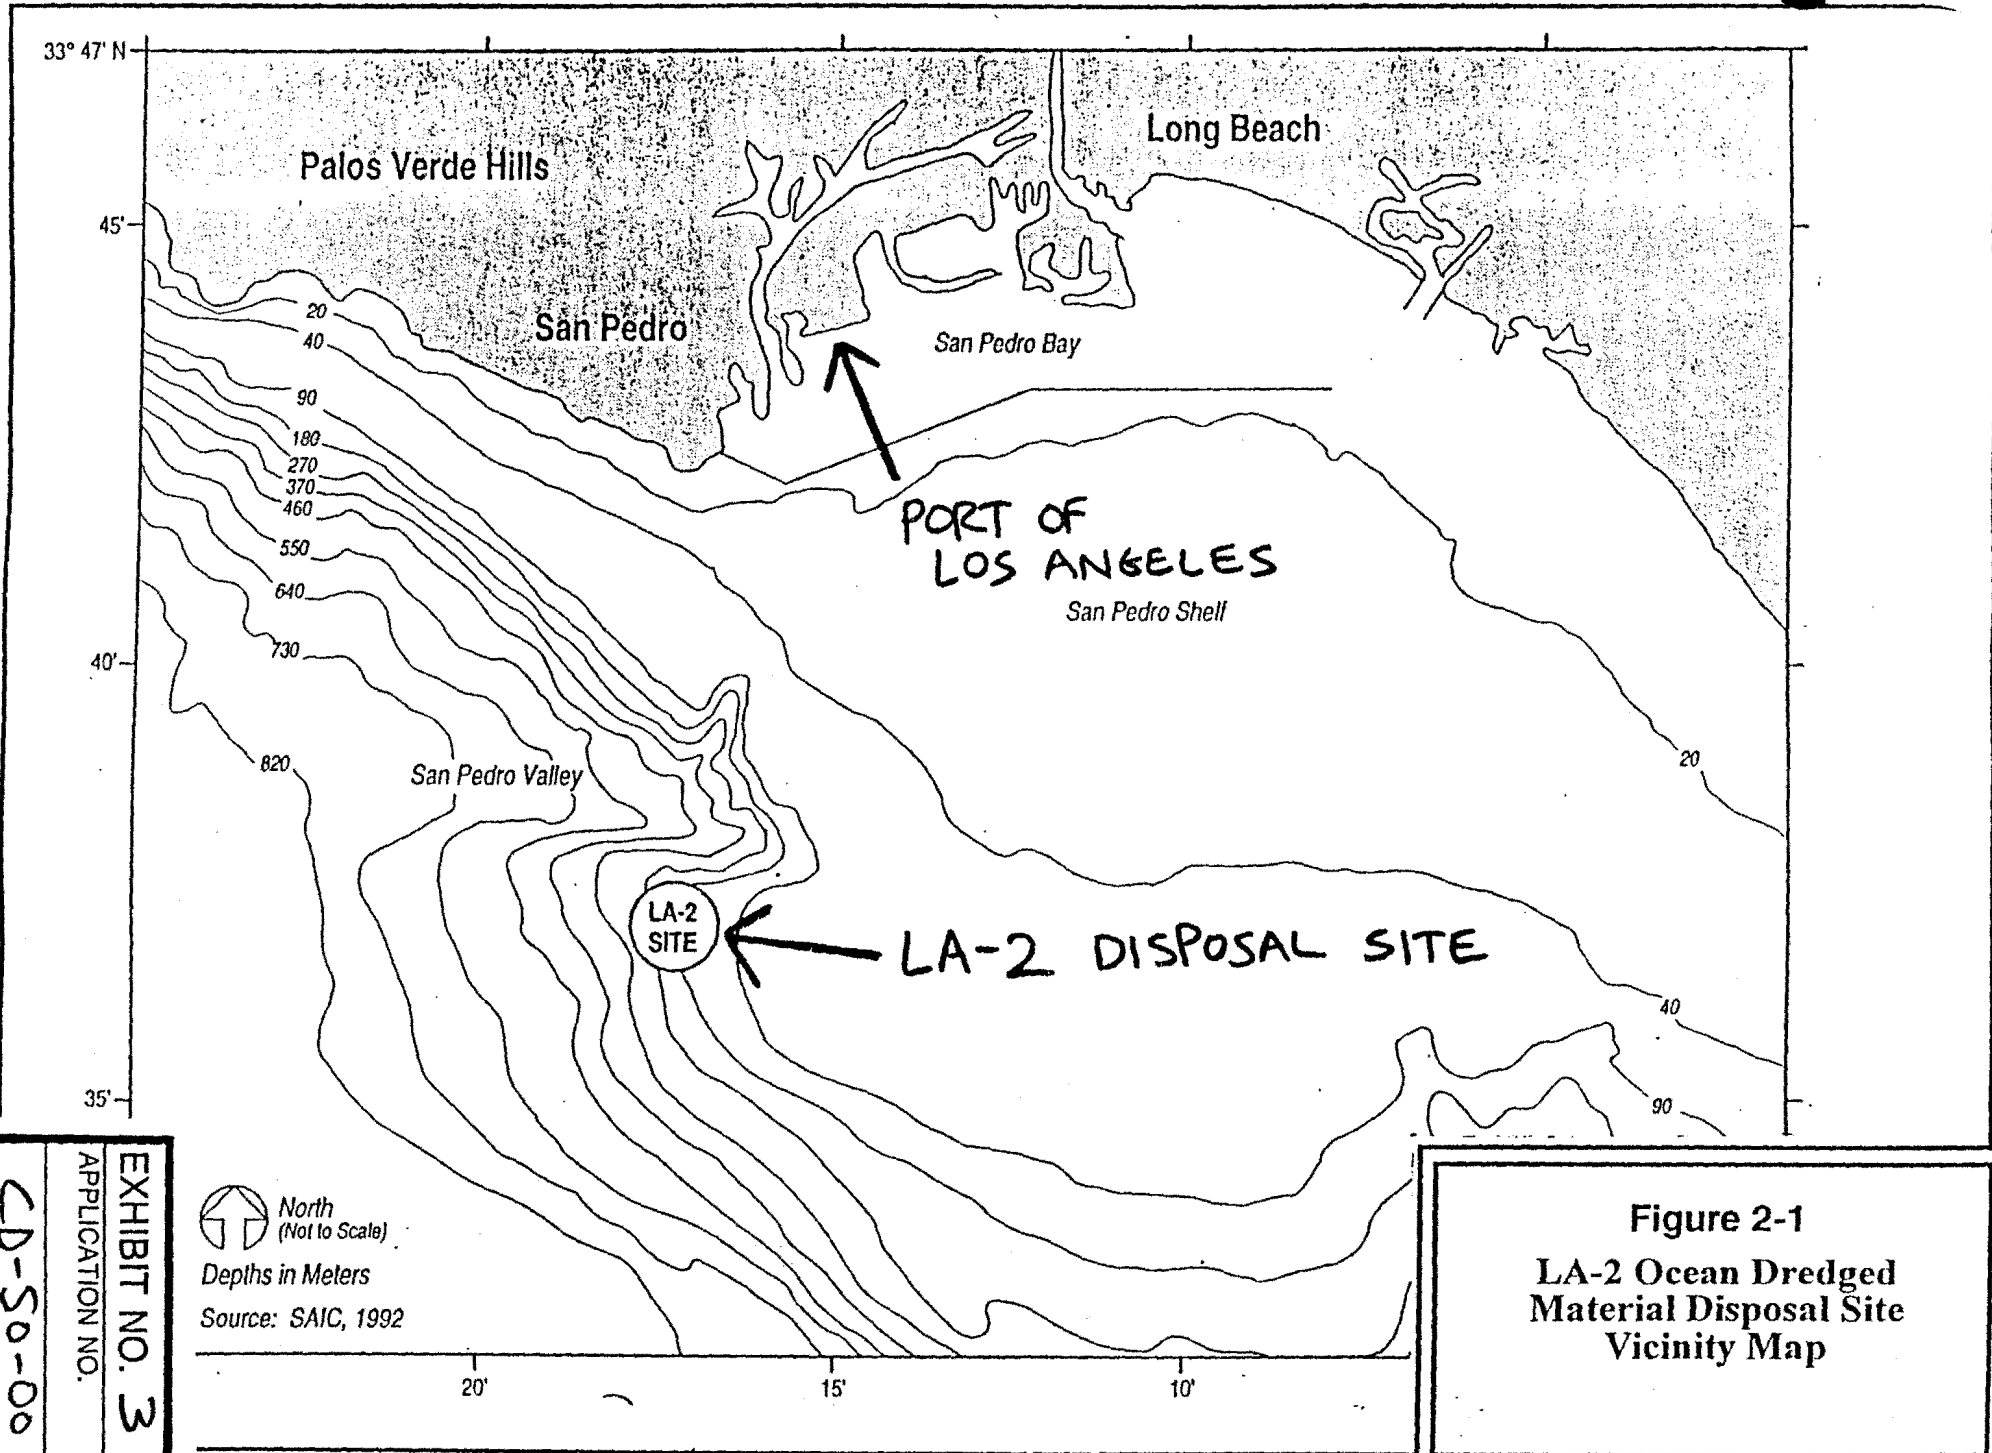 33° 47' N
Long Beach
Palos Verde Hills
45'
20
San Pedro
San Pedro Bay
40
90
180
270
370
460
PORT OF
LOS ANGELES
550
640
San Pedro Shelf
730
40'
820
San Pedro Valley
20
LA-2
SITE
LA-2 DISPOSAL SITE
40
35'
90
North
(Not to Scale)
Depths in Meters
Source: SAIC, 1992
20'
15'
10'
EXHIBIT NO. 3
APPLICATION NO.
CD-50-00
Figure 2-1
LA-2 Ocean Dredged
Material Disposal Site
Vicinity Map